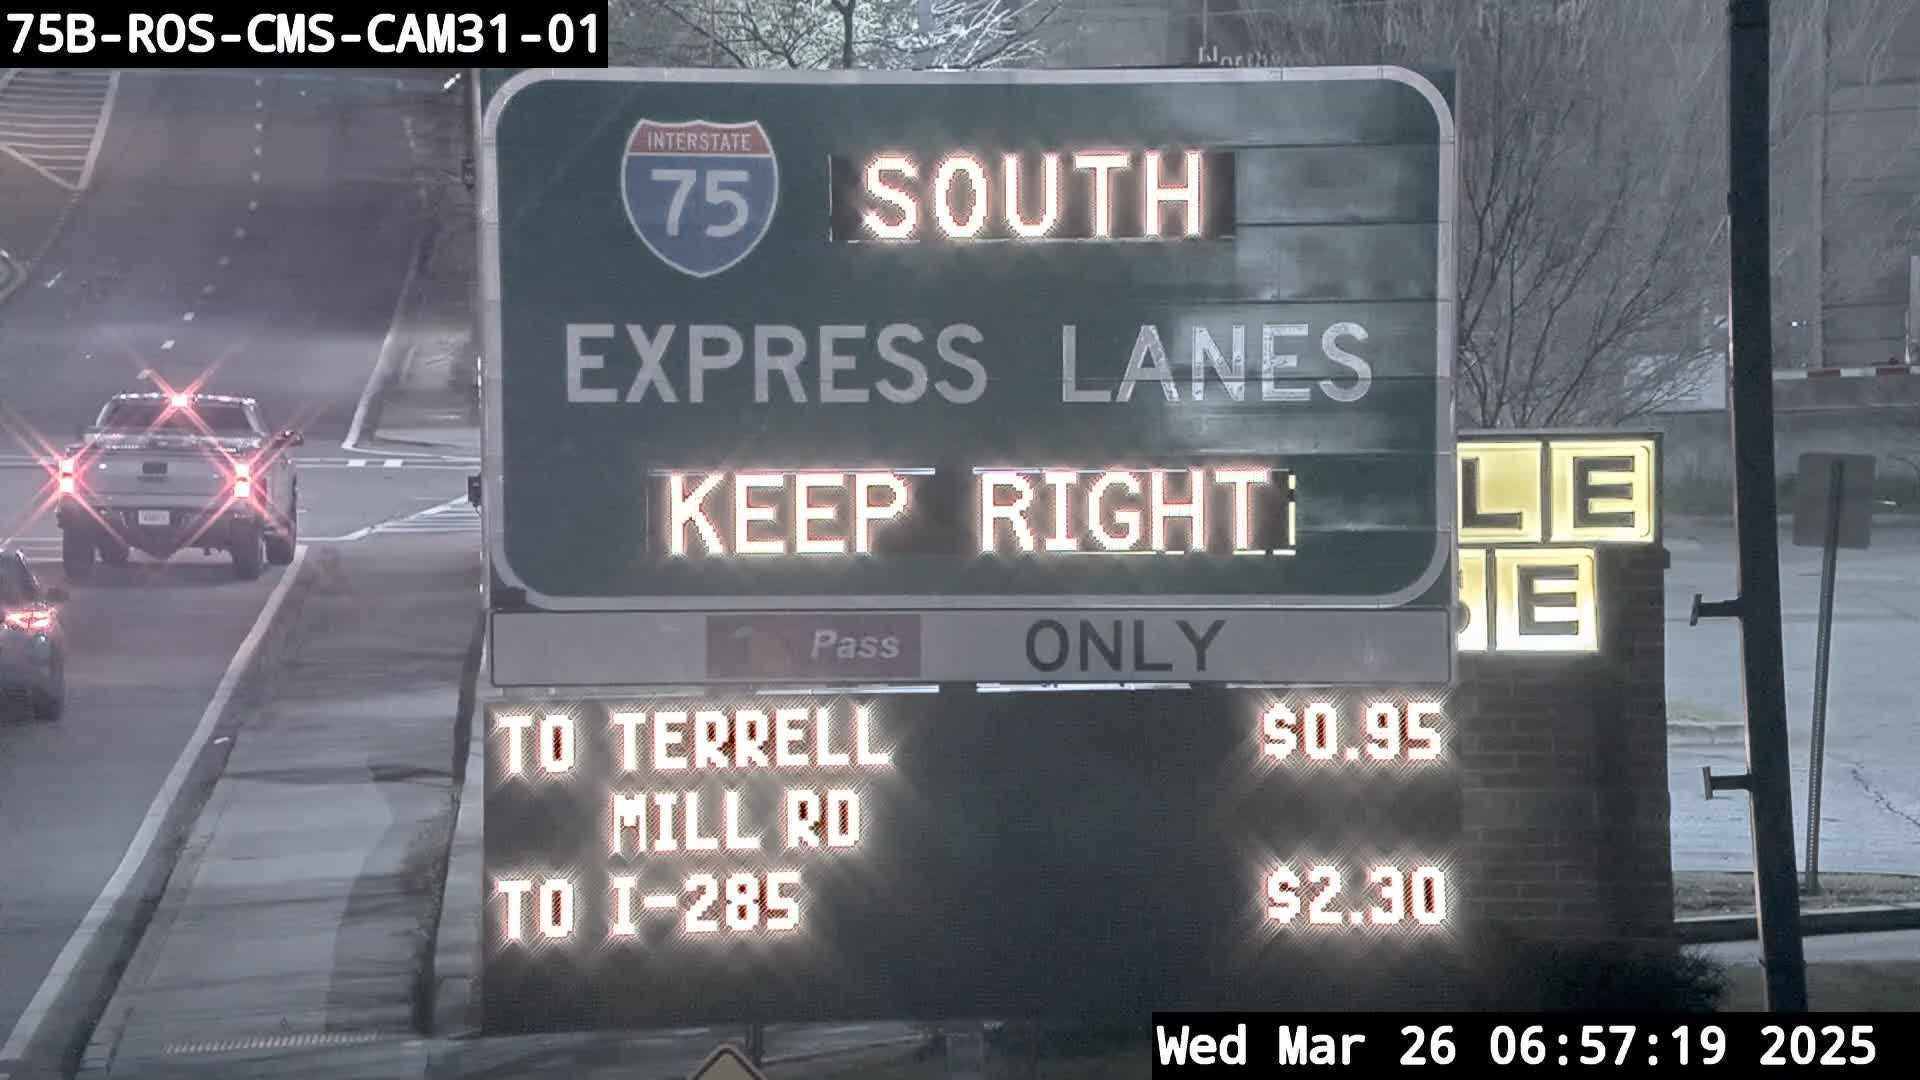 75B-ROS-CMS-CAM31-01
INTERSTATE
75
SOUTH
EXPRESS LANES
KEEP RIGHT
Pass ONLY
TO TERRELL $0.95
MILL RD
TO I-285 $2.30
LE
E
Wed Mar 26 06:57:19 2025